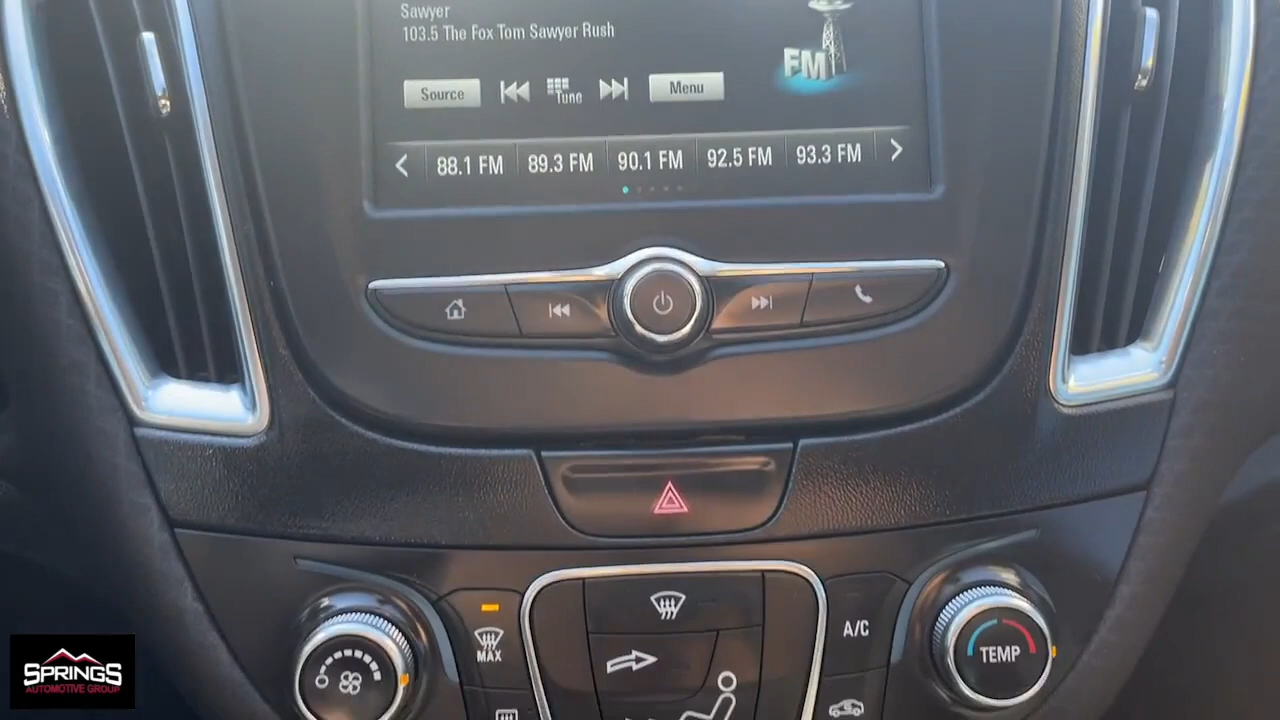 Sawyer
103.5 The Fox Tom Sawyer Rush
FM
Source
Tune
Menu
88.1 FM 89.3 FM 90.1 FM 92.5 FM 93.3 FM
MAX
A/C
TEMP
SPRINGS
AUTOMOTIVE GROUP